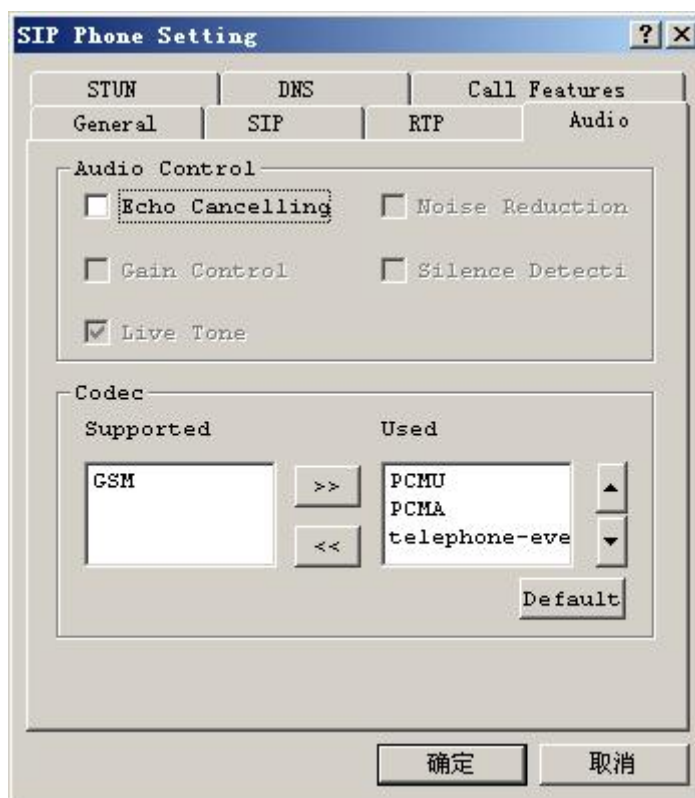 SIP Phone Setting
STUN DNS Call Features
General SIP RTP Audio
Audio Control
Echo Cancelling Noise Reduction
Gain Control Silence Detecti
Live Tone
Codec
Supported Used
GSM >> PCMU
PCMA
<< telephone-eve
Default
确定 取消